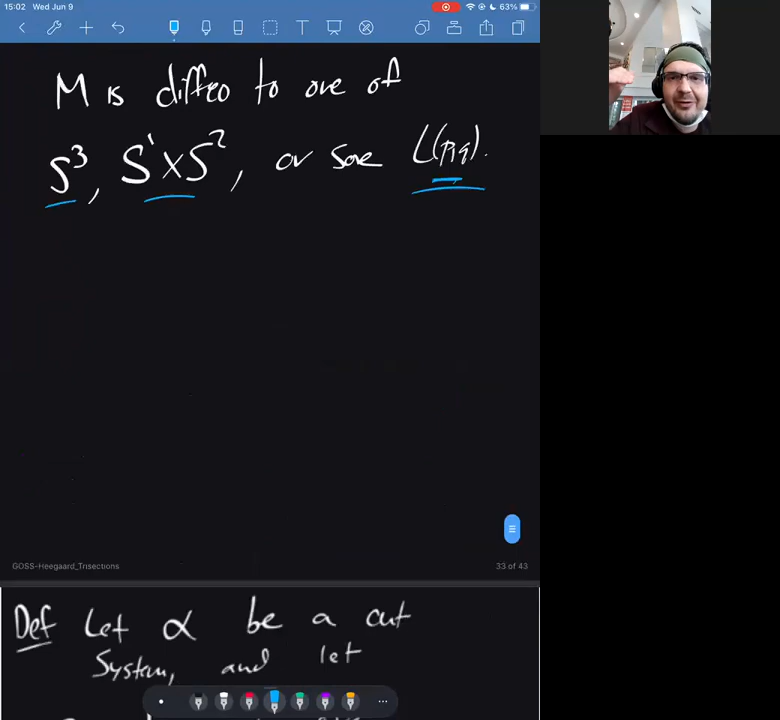 15:02 Wed Jun 9
63%
M is diffeo to one of
S³, S¹×S², or some L(p,q).
GOSS-Heegaard_Trisections
33 of 43
Def Let α be a cut
System, and let